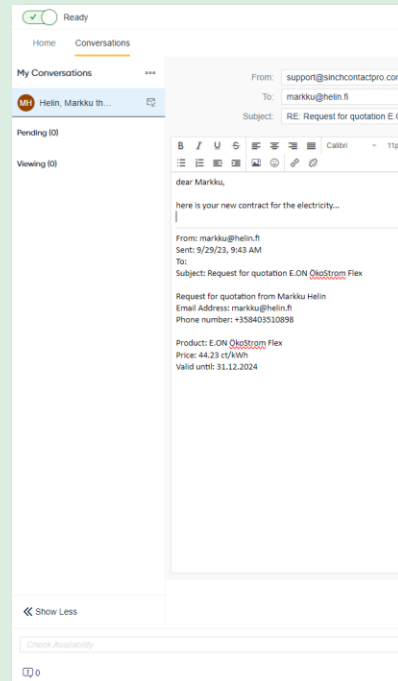 Ready
Home Conversations
My Conversations
MH Helin, Markku th...
Pending (0)
Viewing (0)
From: support@sinchcontactpro.con
To: markku@helin.fi
Subject: RE: Request for quotation E.O
B I U S Calibri 11p
dear Markku,
here is your new contract for the electricity...
From: markku@helin.fi
Sent: 9/29/23, 9:43 AM
To:
Subject: Request for quotation E.ON ÖkoStrom Flex
Request for quotation from Markku Helin
Email Address: markku@helin.fi
Phone number: +358403510898
Product: E.ON ÖkoStrom Flex
Price: 44.23 ct/kWh
Valid until: 31.12.2024
Show Less
Check Availability
0